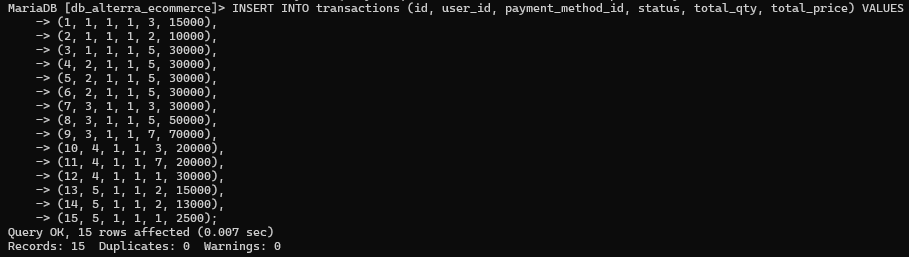 MariaDB [db_alterra_ecommerce]> INSERT INTO transactions (id, user_id, payment_method_id, status, total_qty, total_price) VALUES
    -> (1, 1, 1, 1, 3, 15000),
    -> (2, 1, 1, 1, 2, 10000),
    -> (3, 1, 1, 1, 5, 30000),
    -> (4, 2, 1, 1, 5, 30000),
    -> (5, 2, 1, 1, 5, 30000),
    -> (6, 2, 1, 1, 5, 30000),
    -> (7, 3, 1, 1, 3, 30000),
    -> (8, 3, 1, 1, 5, 50000),
    -> (9, 3, 1, 1, 7, 70000),
    -> (10, 4, 1, 1, 3, 20000),
    -> (11, 4, 1, 1, 7, 20000),
    -> (12, 4, 1, 1, 1, 30000),
    -> (13, 5, 1, 1, 2, 15000),
    -> (14, 5, 1, 1, 2, 13000),
    -> (15, 5, 1, 1, 1, 2500);
Query OK, 15 rows affected (0.007 sec)
Records: 15  Duplicates: 0  Warnings: 0